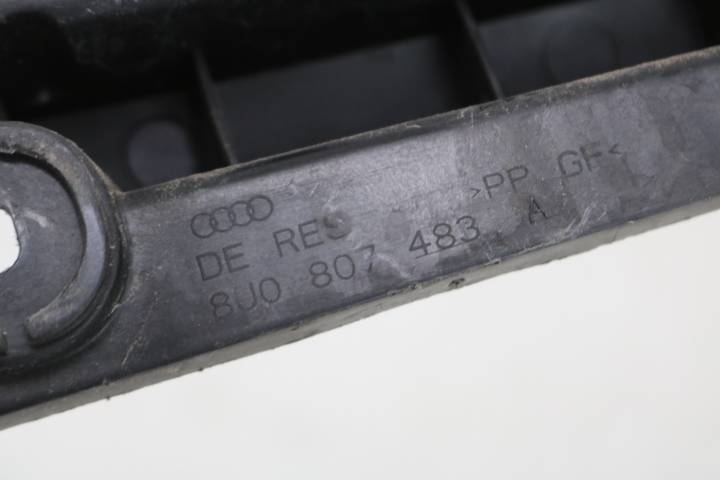 DE RES >PP GF<
8J0 807 483 A